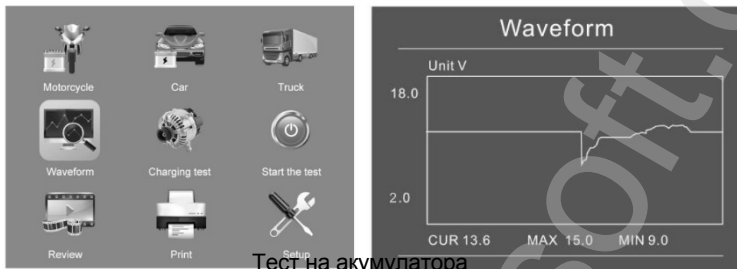 Motorcycle Car Truck
Waveform Charging test Start the test
Review Print Setup
Waveform
Unit V
18.0
2.0
CUR 13.6 MAX 15.0 MIN 9.0
Тест на акумулатора